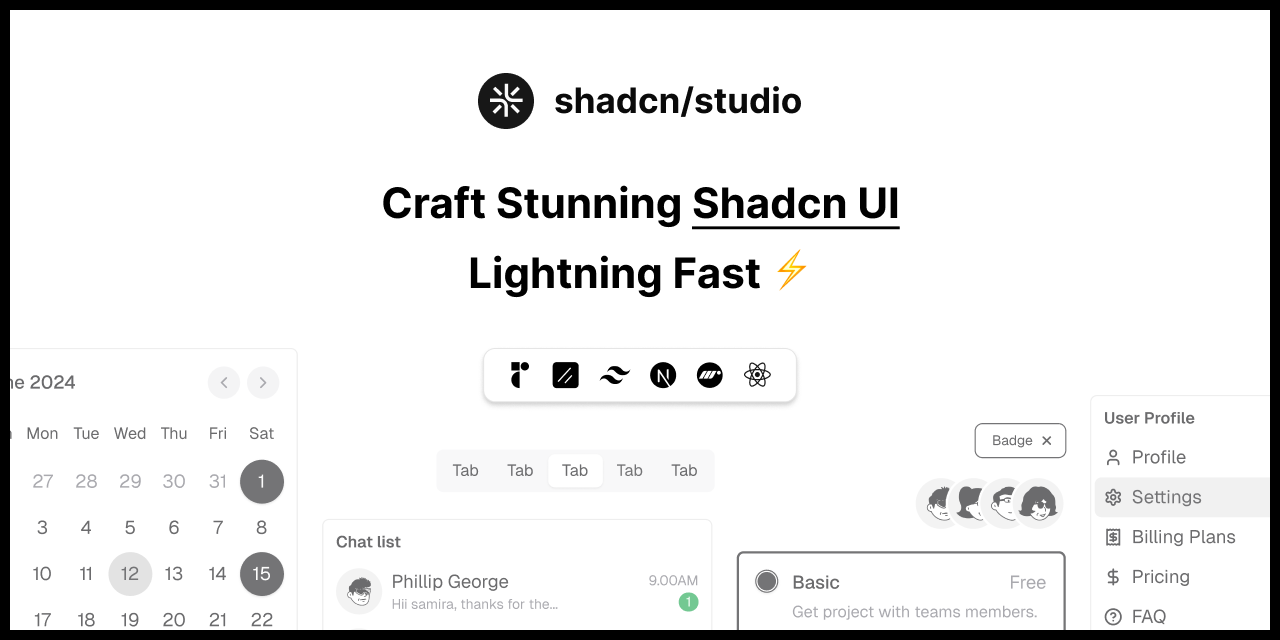 shadcn/studio
Craft Stunning Shadcn UI
Lightning Fast ⚡
2024
Mon Tue Wed Thu Fri Sat
27 28 29 30 31 1
3 4 5 6 7 8
10 11 12 13 14 15
17 18 19 20 21 22
Tab Tab Tab Tab Tab
Chat list
Phillip George 9.00AM
Hii samira, thanks for the... 1
Badge ×
Basic Free
Get project with teams members.
User Profile
Profile
Settings
Billing Plans
Pricing
FAQ